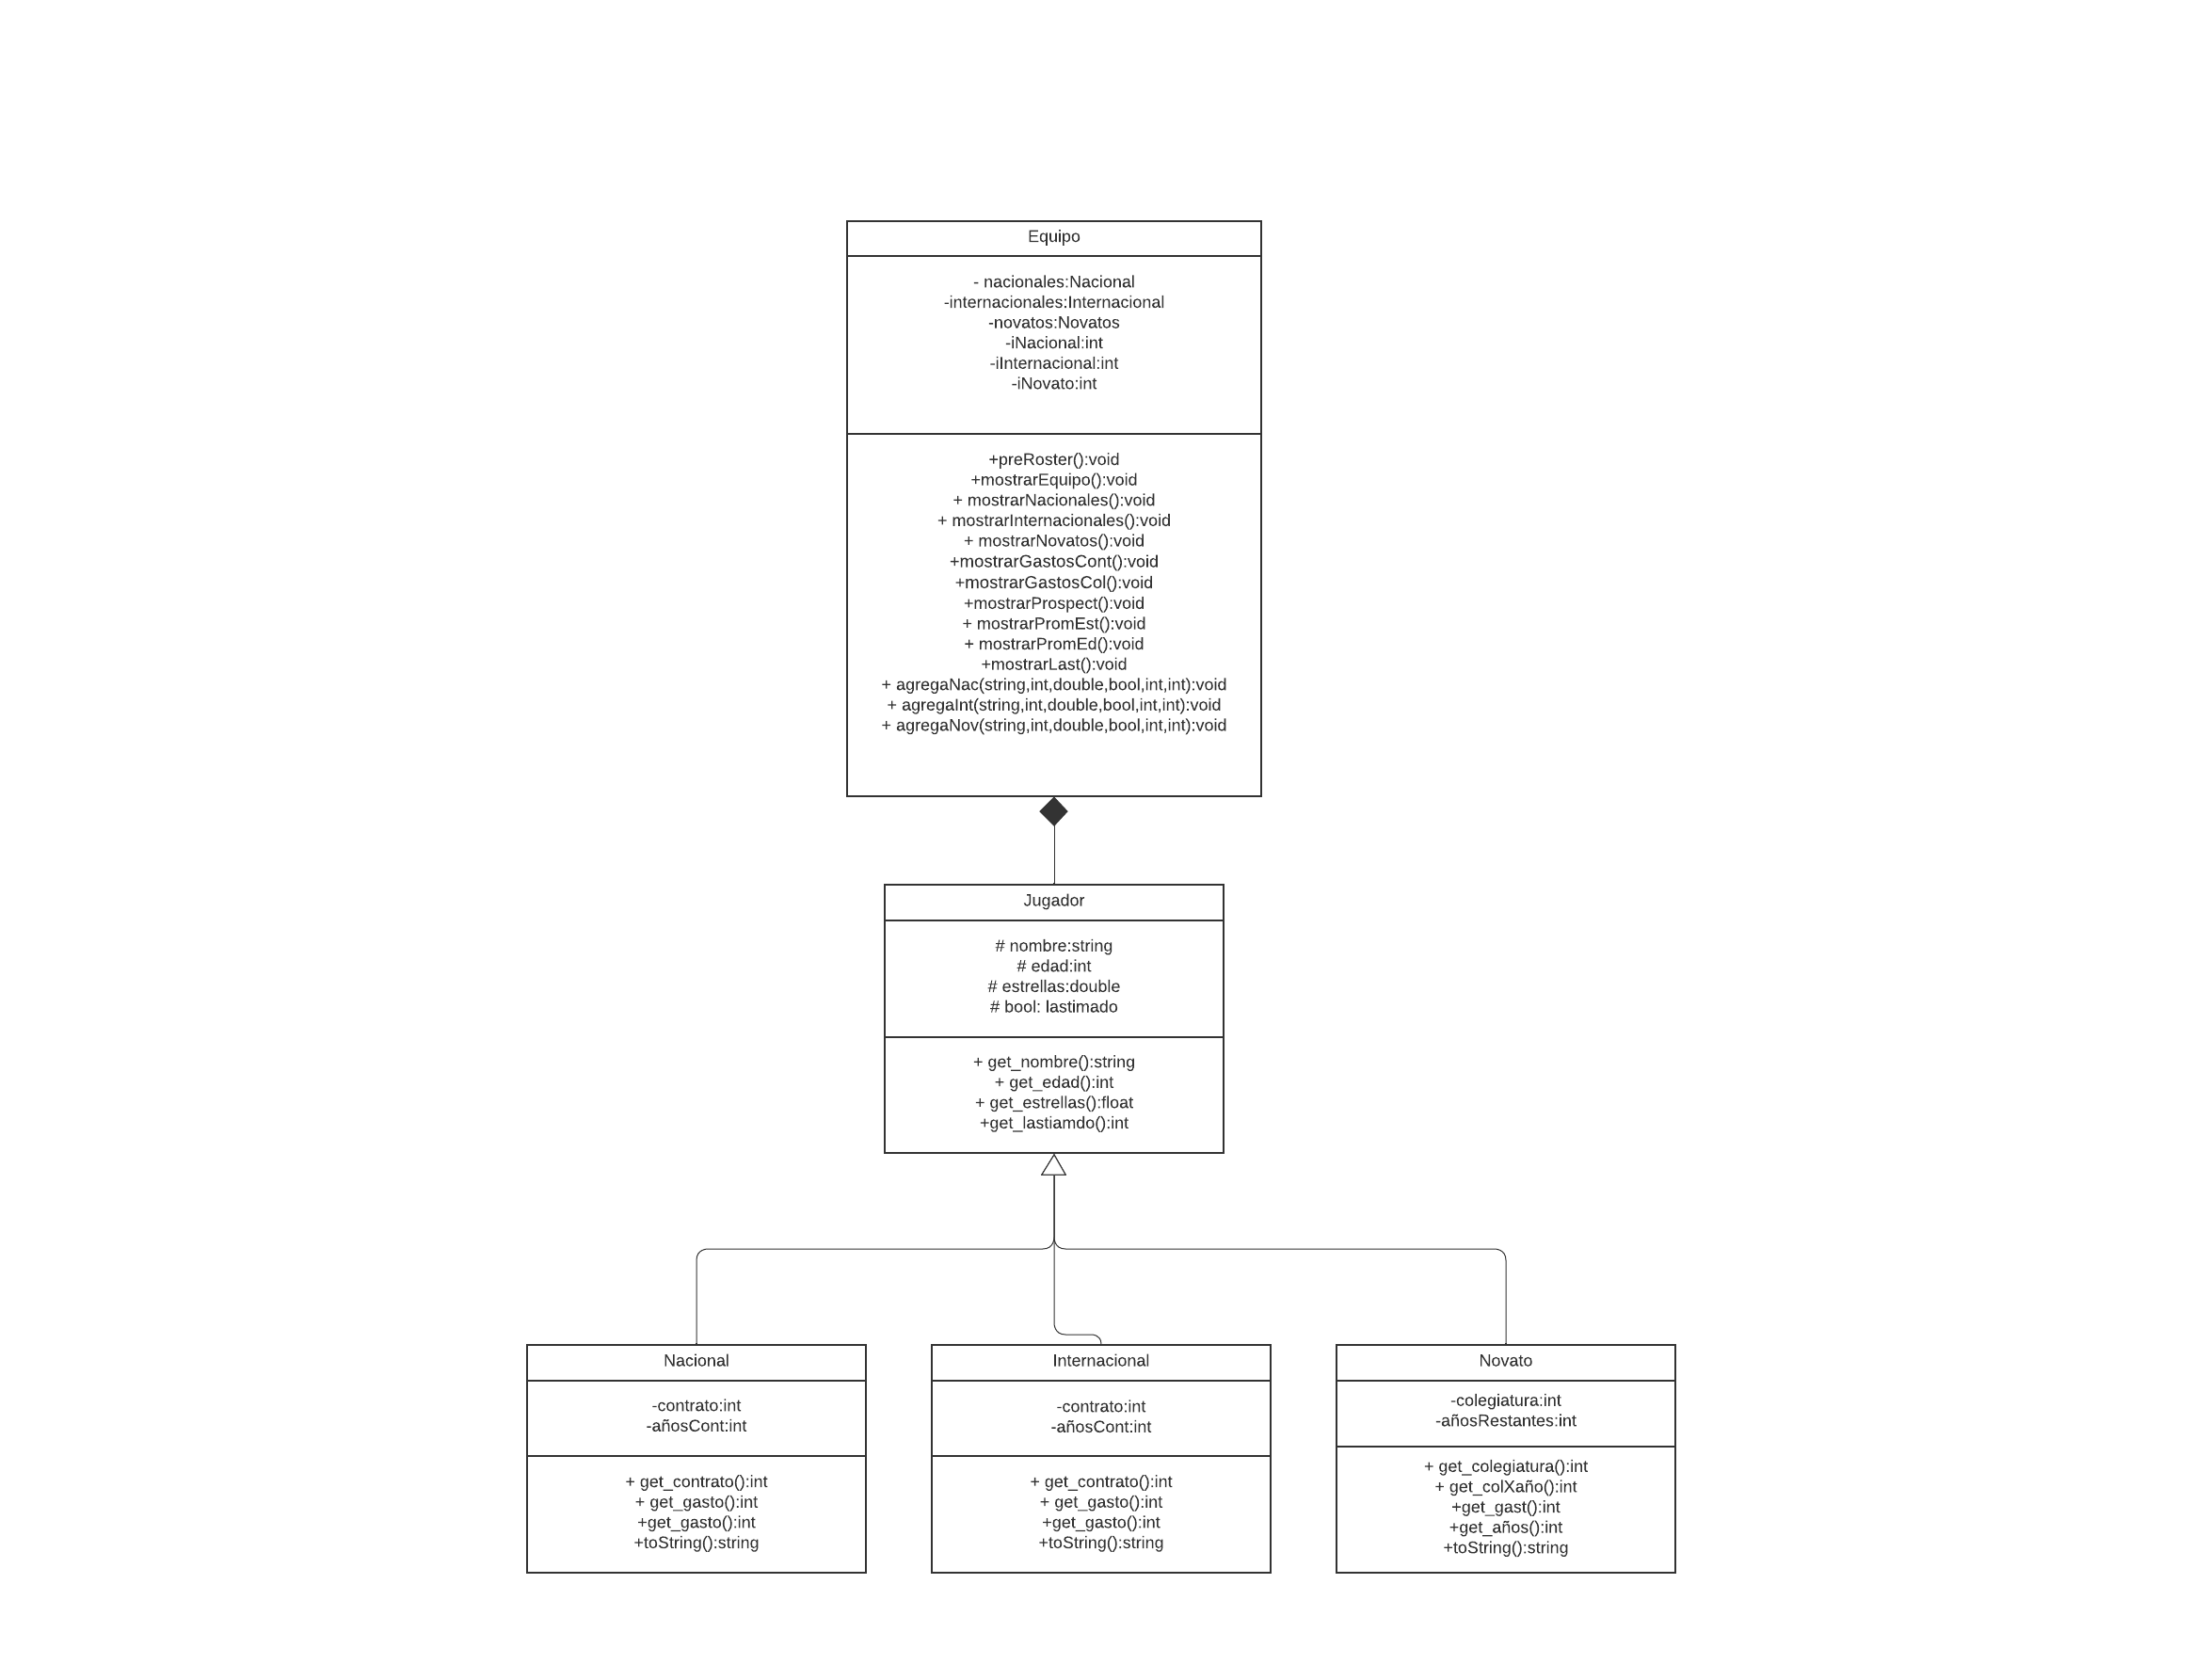 Equipo
- nacionales:Nacional
-internacionales:Internacional
-novatos:Novatos
-iNacional:int
-iInternacional:int
-iNovato:int
+preRoster():void
+mostrarEquipo():void
+ mostrarNacionales():void
+ mostrarInternacionales():void
+ mostrarNovatos():void
+mostrarGastosCont():void
+mostrarGastosCol():void
+mostrarProspect():void
+ mostrarPromEst():void
+ mostrarPromEd():void
+mostrarLast():void
+ agregaNac(string,int,double,bool,int,int):void
+ agregaInt(string,int,double,bool,int,int):void
+ agregaNov(string,int,double,bool,int,int):void
Jugador
# nombre:string
# edad:int
# estrellas:double
# bool: lastimado
+ get_nombre():string
+ get_edad():int
+ get_estrellas():float
+get_lastiamdo():int
Nacional
-contrato:int
-añosCont:int
+ get_contrato():int
+ get_gasto():int
+get_gasto():int
+toString():string
Internacional
-contrato:int
-añosCont:int
+ get_contrato():int
+ get_gasto():int
+get_gasto():int
+toString():string
Novato
-colegiatura:int
-añosRestantes:int
+ get_colegiatura():int
+ get_colXaño():int
+get_gast():int
+get_años():int
+toString():string